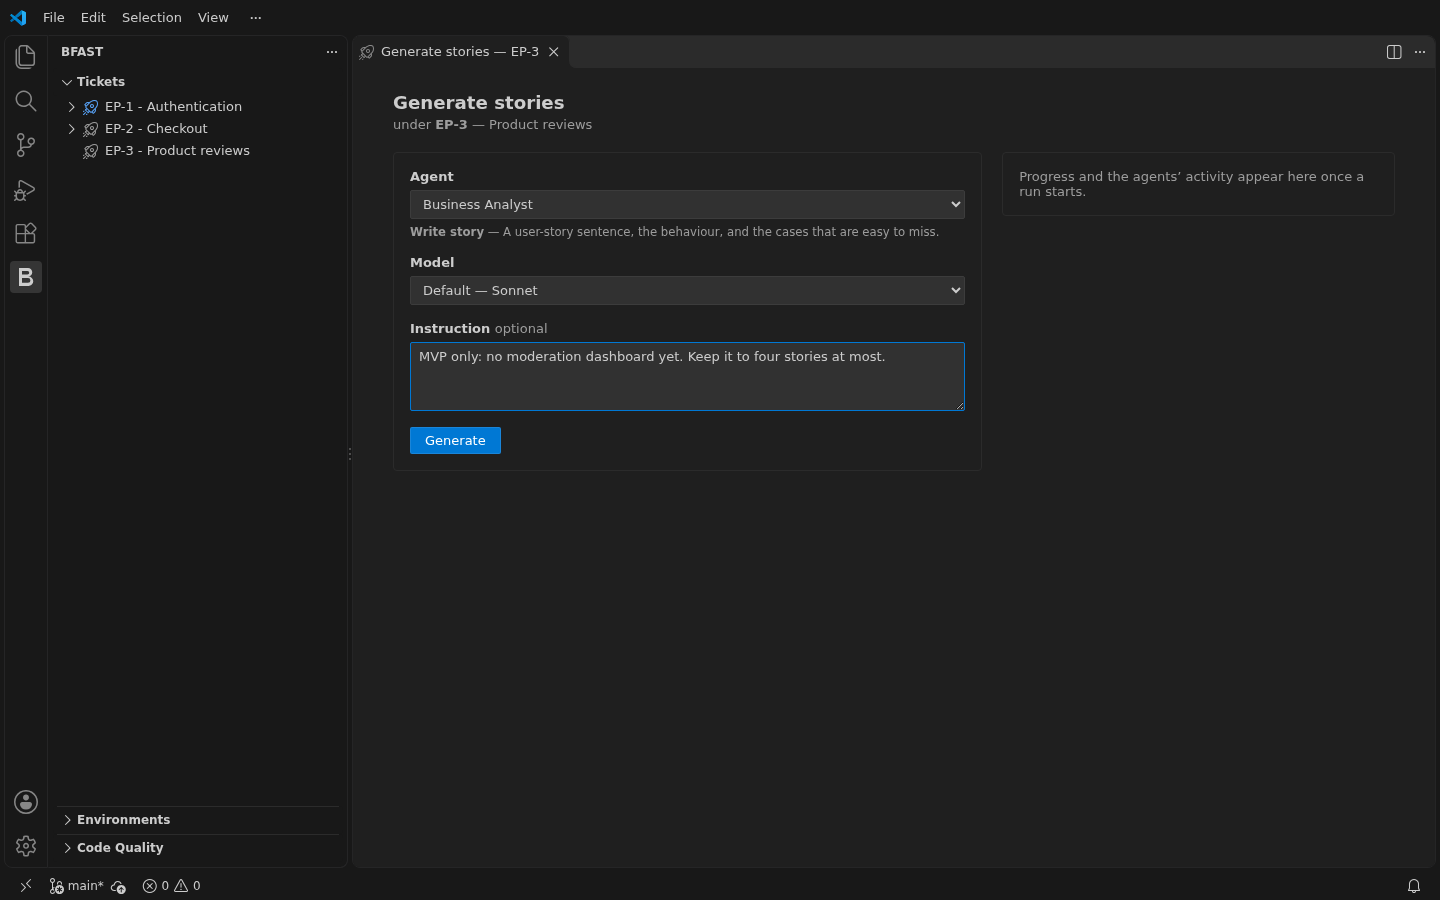 File Edit Selection View ···
BFAST
Generate stories — EP-3
Tickets
EP-1 - Authentication
EP-2 - Checkout
EP-3 - Product reviews
B
Generate stories
under EP-3 — Product reviews
Agent
Business Analyst
Write story — A user-story sentence, the behaviour, and the cases that are easy to miss.
Model
Default — Sonnet
Instruction optional
MVP only: no moderation dashboard yet. Keep it to four stories at most.
Generate
Progress and the agents’ activity appear here once a
run starts.
Environments
Code Quality
main* 0 0